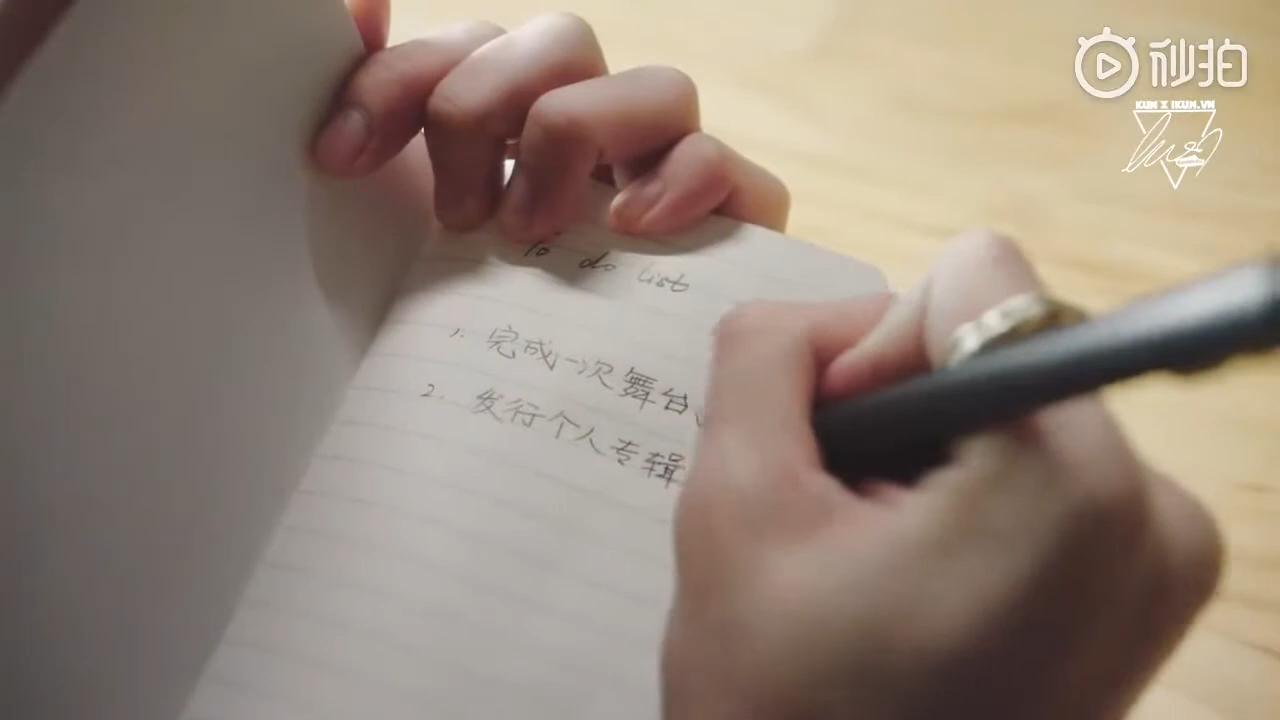 秒拍
KUN X IKUN.VN
To do list
1. 完成一次舞台
2. 发行个人专辑